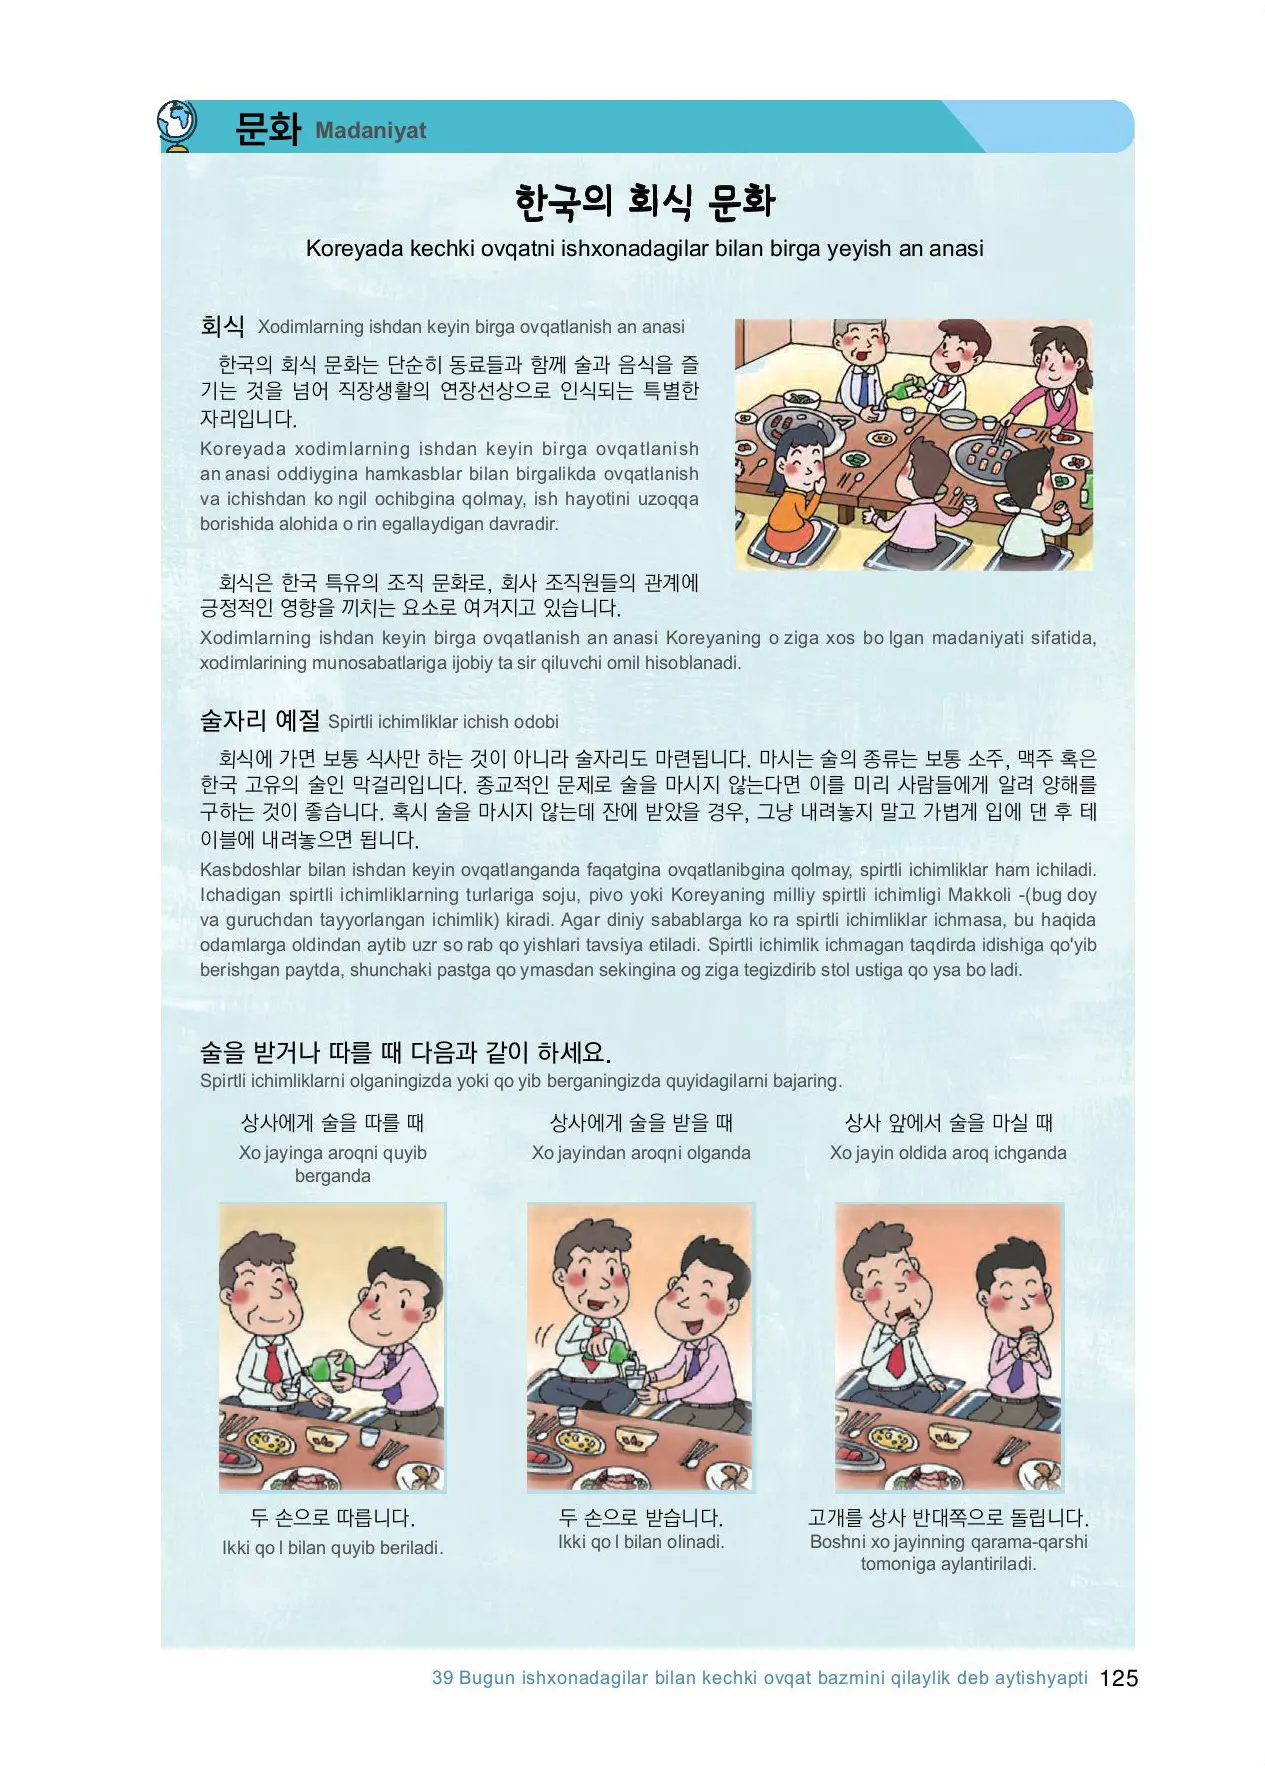 문화 Madaniyat
한국의 회식 문화
Koreyada kechki ovqatni ishxonadagilar bilan birga yeyish an anasi
회식 Xodimlarning ishdan keyin birga ovqatlanish an anasi
한국의 회식 문화는 단순히 동료들과 함께 술과 음식을 즐
기는 것을 넘어 직장생활의 연장선상으로 인식되는 특별한
자리입니다.
Koreyada xodimlarning ishdan keyin birga ovqatlanish
an anasi oddiygina hamkasblar bilan birgalikda ovqatlanish
va ichishdan ko ngil ochibgina qolmay, ish hayotini uzoqqa
borishida alohida o rin egallaydigan davradir.
회식은 한국 특유의 조직 문화로, 회사 조직원들의 관계에
긍정적인 영향을 끼치는 요소로 여겨지고 있습니다.
Xodimlarning ishdan keyin birga ovqatlanish an anasi Koreyaning o ziga xos bo lgan madaniyati sifatida,
xodimlarining munosabatlariga ijobiy ta sir qiluvchi omil hisoblanadi.
술자리 예절 Spirtli ichimliklar ichish odobi
회식에 가면 보통 식사만 하는 것이 아니라 술자리도 마련됩니다. 마시는 술의 종류는 보통 소주, 맥주 혹은
한국 고유의 술인 막걸리입니다. 종교적인 문제로 술을 마시지 않는다면 이를 미리 사람들에게 알려 양해를
구하는 것이 좋습니다. 혹시 술을 마시지 않는데 잔에 받았을 경우, 그냥 내려놓지 말고 가볍게 입에 댄 후 테
이블에 내려놓으면 됩니다.
Kasbdoshlar bilan ishdan keyin ovqatlanganda faqatgina ovqatlanibgina qolmay, spirtli ichimliklar ham ichiladi.
Ichadigan spirtli ichimliklarning turlariga soju, pivo yoki Koreyaning milliy spirtli ichimligi Makkoli -(bug doy
va guruchdan tayyorlangan ichimlik) kiradi. Agar diniy sabablarga ko ra spirtli ichimliklar ichmasa, bu haqida
odamlarga oldindan aytib uzr so rab qo yishlari tavsiya etiladi. Spirtli ichimlik ichmagan taqdirda idishiga qo'yib
berishgan paytda, shunchaki pastga qo ymasdan sekingina og ziga tegizdirib stol ustiga qo ysa bo ladi.
술을 받거나 따를 때 다음과 같이 하세요.
Spirtli ichimliklarni olganingizda yoki qo yib berganingizda quyidagilarni bajaring.
상사에게 술을 따를 때
Xo jayinga aroqni quyib
berganda
상사에게 술을 받을 때
Xo jayindan aroqni olganda
상사 앞에서 술을 마실 때
Xo jayin oldida aroq ichganda
두 손으로 따릅니다.
Ikki qo l bilan quyib beriladi.
두 손으로 받습니다.
Ikki qo l bilan olinadi.
고개를 상사 반대쪽으로 돌립니다.
Boshni xo jayinning qarama-qarshi
tomoniga aylantiriladi.
39 Bugun ishxonadagilar bilan kechki ovqat bazmini qilaylik deb aytishyapti 125